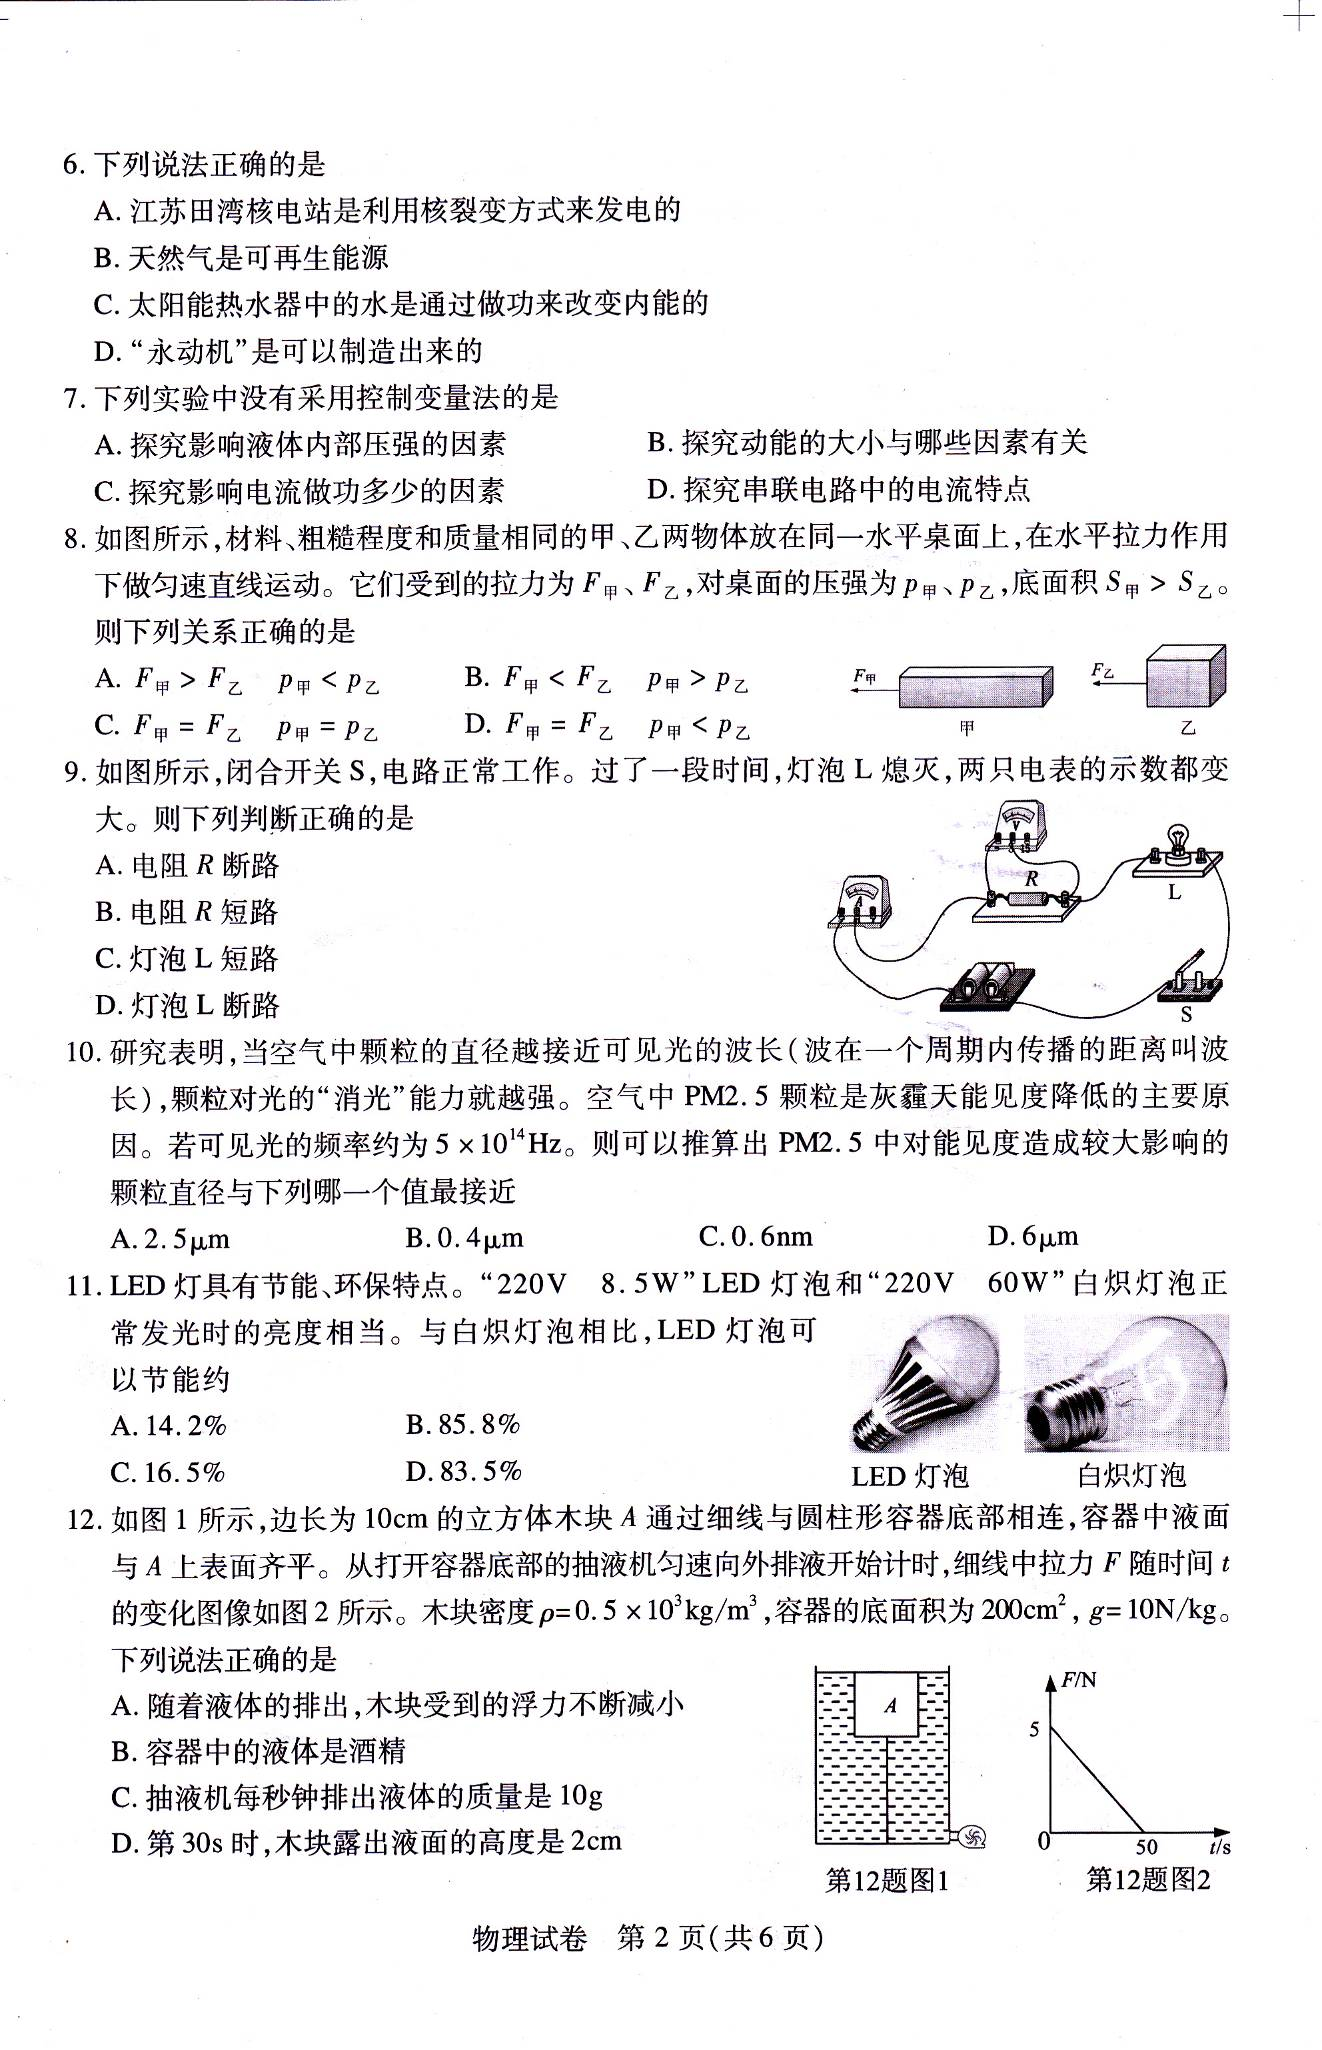 6. 下列说法正确的是
A. 江苏田湾核电站是利用核裂变方式来发电的
B. 天然气是可再生能源
C. 太阳能热水器中的水是通过做功来改变内能的
D. “永动机”是可以制造出来的
7. 下列实验中没有采用控制变量法的是
A. 探究影响液体内部压强的因素 B. 探究动能的大小与哪些因素有关
C. 探究影响电流做功多少的因素 D. 探究串联电路中的电流特点
8. 如图所示,材料、粗糙程度和质量相同的甲、乙两物体放在同一水平桌面上,在水平拉力作用
下做匀速直线运动。它们受到的拉力为 F甲、F乙,对桌面的压强为 p甲、p乙,底面积 S甲 > S乙。
则下列关系正确的是
A. F甲 > F乙 p甲 < p乙 B. F甲 < F乙 p甲 > p乙
C. F甲 = F乙 p甲 = p乙 D. F甲 = F乙 p甲 < p乙
F甲
甲
F乙
乙
9. 如图所示,闭合开关 S,电路正常工作。过了一段时间,灯泡 L 熄灭,两只电表的示数都变
大。则下列判断正确的是
A. 电阻 R 断路
B. 电阻 R 短路
C. 灯泡 L 短路
D. 灯泡 L 断路
V
R
L
A
S
10. 研究表明,当空气中颗粒的直径越接近可见光的波长(波在一个周期内传播的距离叫波
长),颗粒对光的“消光”能力就越强。空气中 PM2.5 颗粒是灰霾天能见度降低的主要原
因。若可见光的频率约为 5×10¹⁴Hz。则可以推算出 PM2.5 中对能见度造成较大影响的
颗粒直径与下列哪一个值最接近
A. 2.5μm B. 0.4μm C. 0.6nm D. 6μm
11. LED 灯具有节能、环保特点。“220V 8.5W”LED 灯泡和“220V 60W”白炽灯泡正
常发光时的亮度相当。与白炽灯泡相比,LED 灯泡可
以节能约
A. 14.2% B. 85.8%
C. 16.5% D. 83.5%
LED 灯泡 白炽灯泡
12. 如图 1 所示,边长为 10cm 的立方体木块 A 通过细线与圆柱形容器底部相连,容器中液面
与 A 上表面齐平。从打开容器底部的抽液机匀速向外排液开始计时,细线中拉力 F 随时间 t
的变化图像如图 2 所示。木块密度 ρ=0.5×10³kg/m³,容器的底面积为 200cm², g=10N/kg。
下列说法正确的是
A. 随着液体的排出,木块受到的浮力不断减小
B. 容器中的液体是酒精
C. 抽液机每秒钟排出液体的质量是 10g
D. 第 30s 时,木块露出液面的高度是 2cm
A
第12题图1
F/N
5
0 50 t/s
第12题图2
物理试卷 第 2 页(共 6 页)